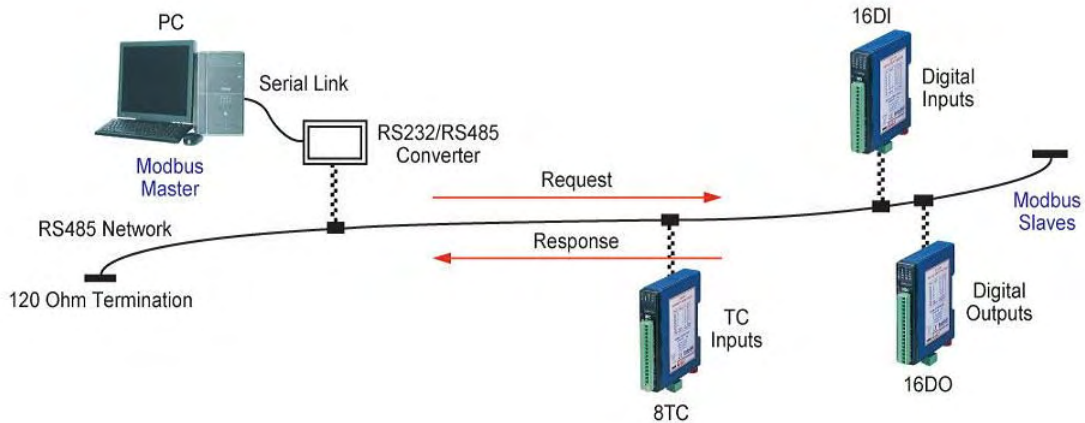 PC
16DI
Serial Link
Digital
Inputs
RS232/RS485
Converter
Modbus
Master
Request
Modbus
Slaves
RS485 Network
Response
120 Ohm Termination
TC
Inputs
Digital
Outputs
16DO
8TC